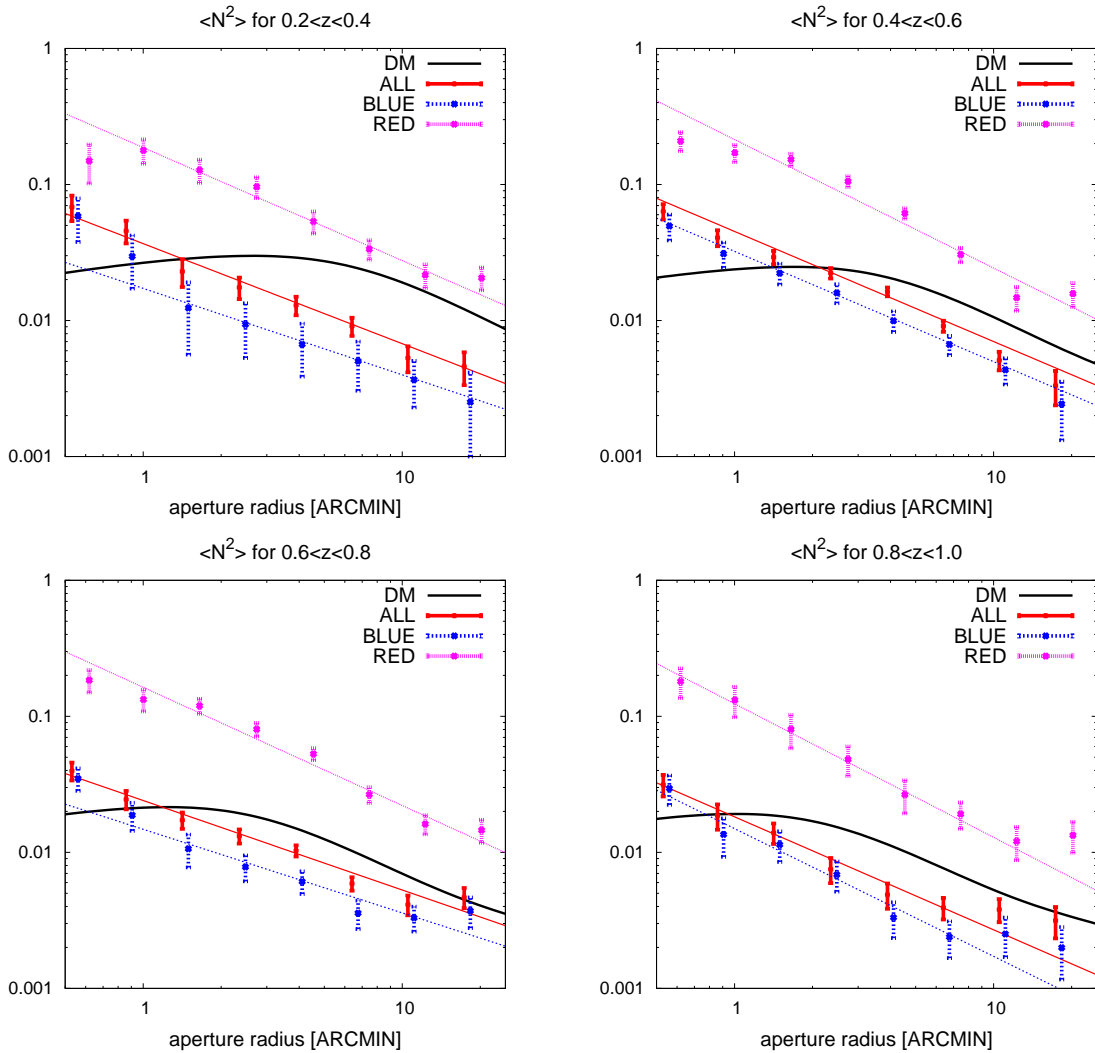 <N²> for 0.2<z<0.4
1
0.1
0.01
0.001
DM
ALL
BLUE
RED
1
10
aperture radius [ARCMIN]
<N²> for 0.4<z<0.6
1
0.1
0.01
0.001
DM
ALL
BLUE
RED
1
10
aperture radius [ARCMIN]
<N²> for 0.6<z<0.8
1
0.1
0.01
0.001
DM
ALL
BLUE
RED
1
10
aperture radius [ARCMIN]
<N²> for 0.8<z<1.0
1
0.1
0.01
0.001
DM
ALL
BLUE
RED
1
10
aperture radius [ARCMIN]